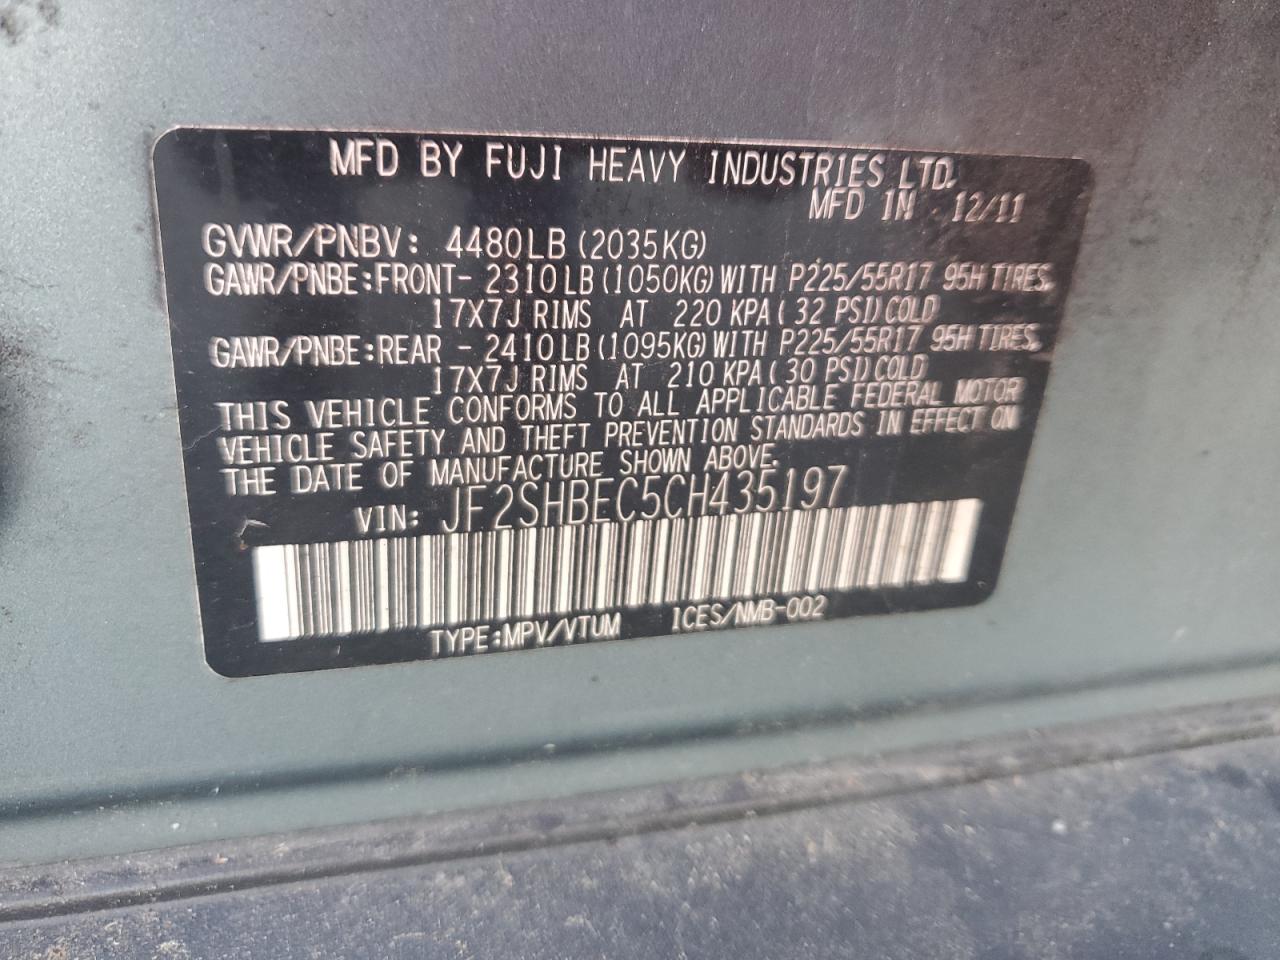 MFD BY FUJI HEAVY INDUSTRIES LTD.
MFD IN 12/11
GVWR/PNBV: 4480LB (2035KG)
GAWR/PNBE:FRONT- 2310LB (1050KG) WITH P225/55R17 95H TIRES,
17X7J RIMS AT 220 KPA ( 32 PSI) COLD
GAWR/PNBE:REAR - 2410LB (1095KG) WITH P225/55R17 95H TIRES,
17X7J RIMS AT 210 KPA ( 30 PSI) COLD
THIS VEHICLE CONFORMS TO ALL APPLICABLE FEDERAL MOTOR
VEHICLE SAFETY AND THEFT PREVENTION STANDARDS IN EFFECT ON
THE DATE OF MANUFACTURE SHOWN ABOVE.
VIN: JF2SHBEC5CH435197
TYPE:MPV/VTUM ICES/NMB-002